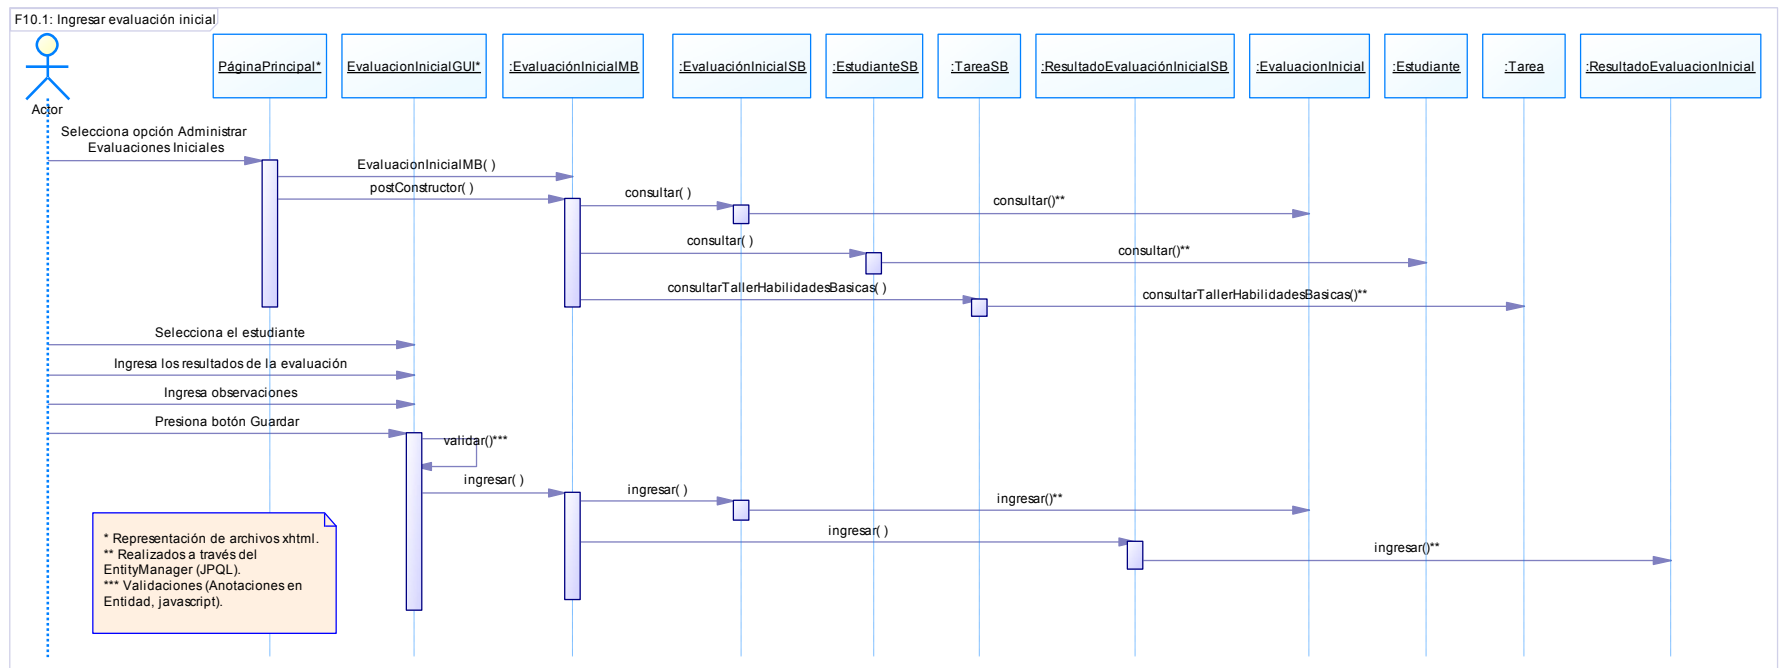 F10.1: Ingresar evaluación inicial
Actor
PáginaPrincipal*
EvaluacionInicialGUI*
:EvaluaciónInicialMB
:EvaluaciónInicialSB
:EstudianteSB
:TareaSB
:ResultadoEvaluaciónInicialSB
:EvaluacionInicial
:Estudiante
:Tarea
:ResultadoEvaluacionInicial
Selecciona opción Administrar
Evaluaciones Iniciales
EvaluacionInicialMB( )
postConstructor( )
consultar( )
consultar()**
consultar( )
consultar()**
consultarTallerHabilidadesBasicas( )
consultarTallerHabilidadesBasicas()**
Selecciona el estudiante
Ingresa los resultados de la evaluación
Ingresa observaciones
Presiona botón Guardar
validar()***
ingresar( )
ingresar( )
ingresar()**
ingresar( )
ingresar()**
* Representación de archivos xhtml.
** Realizados a través del
EntityManager (JPQL).
*** Validaciones (Anotaciones en
Entidad, javascript).